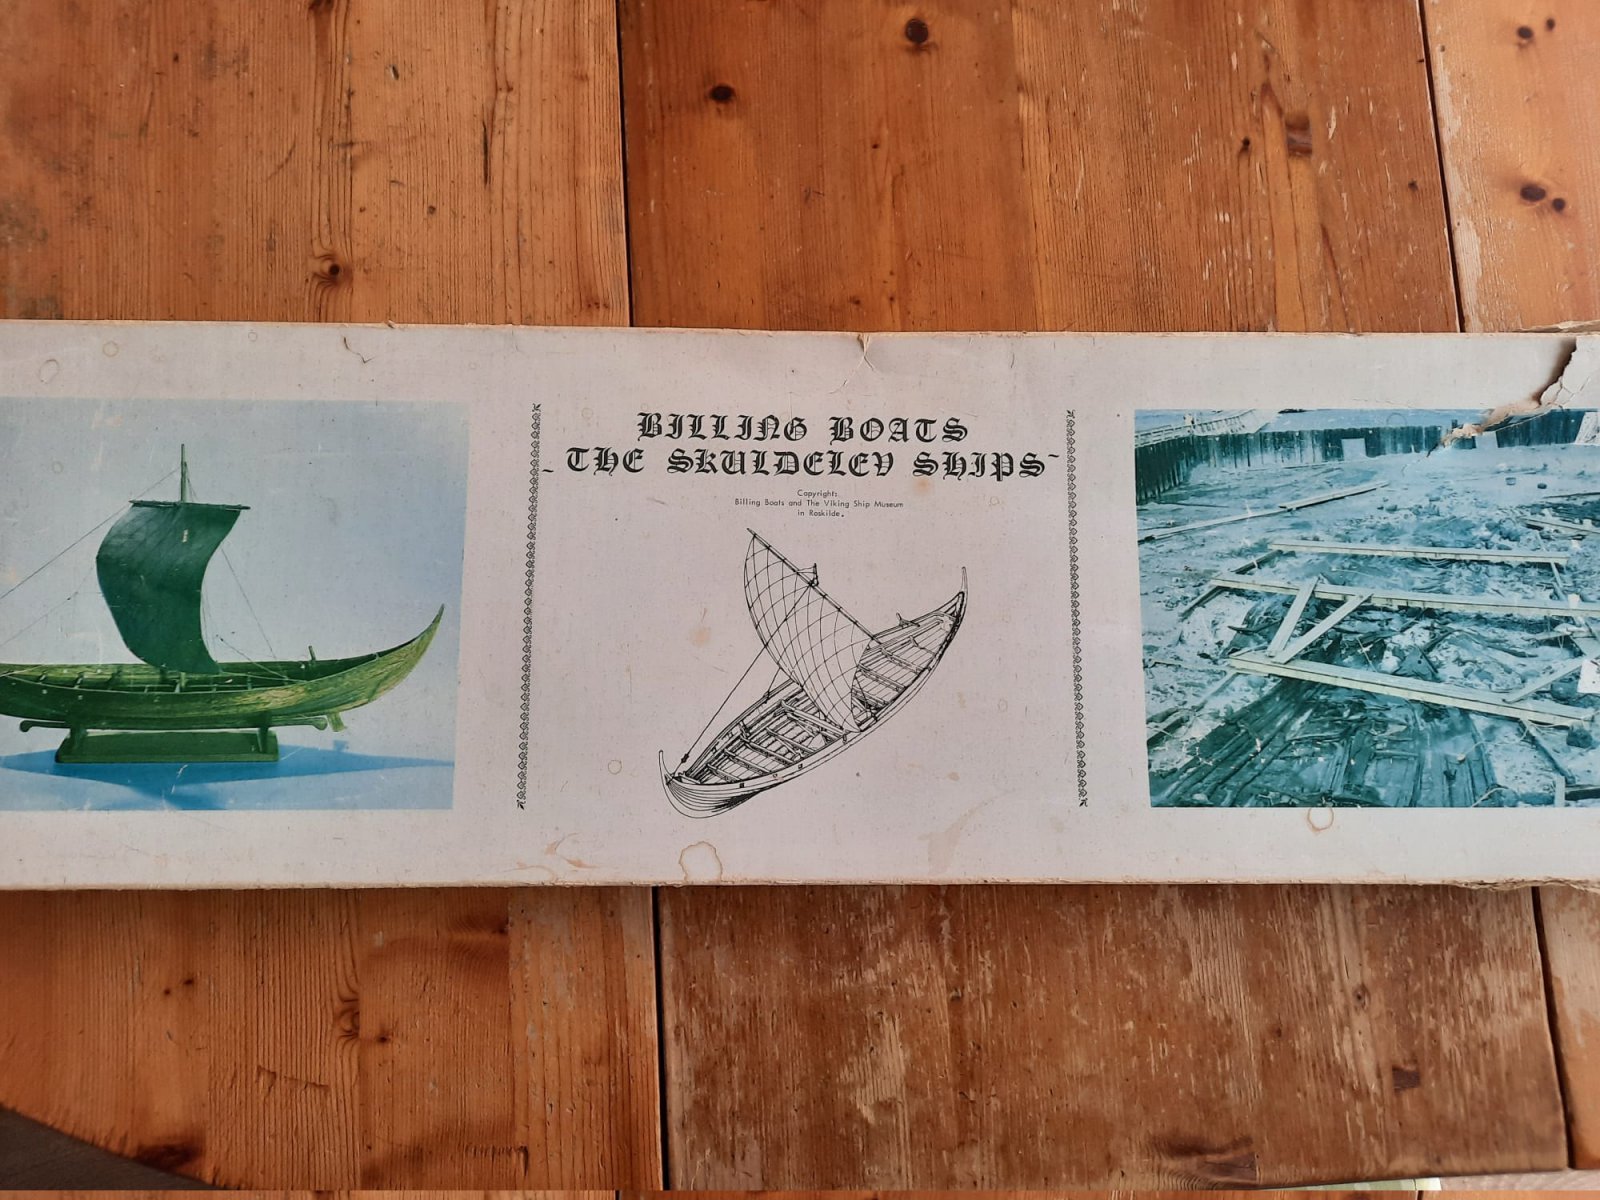 BILLING BOATS
- THE SKULDELEV SHIPS -
Copyright:
Billing Boats and The Viking Ship Museum
in Roskilde.